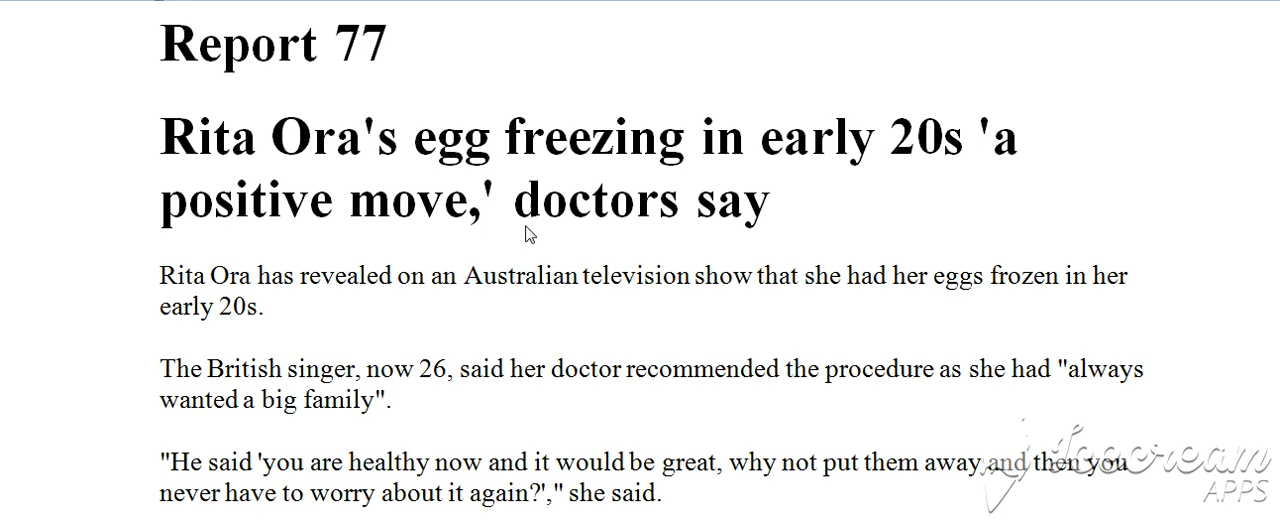 Report 77
Rita Ora's egg freezing in early 20s 'a
positive move,' doctors say
Rita Ora has revealed on an Australian television show that she had her eggs frozen in her
early 20s.
The British singer, now 26, said her doctor recommended the procedure as she had "always
wanted a big family".
"He said 'you are healthy now and it would be great, why not put them away and then you
never have to worry about it again?'," she said.
Icecream
APPS